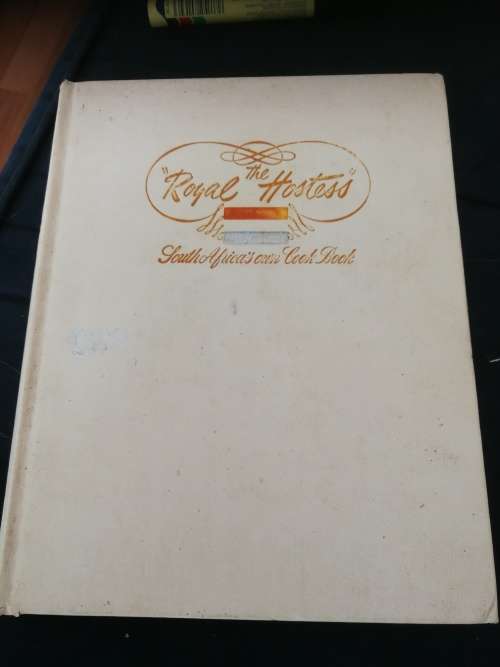 "The Royal Hostess"
South Africa's own Cook Book